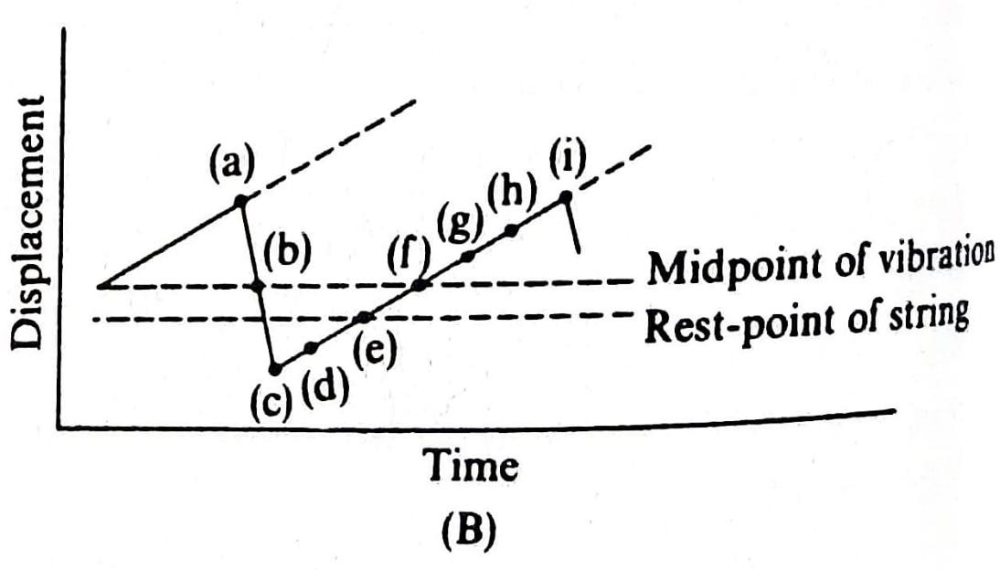 Displacement
(a)
(b)
(c)
(d)
(e)
(f)
(g)
(h)
(i)
Midpoint of vibration
Rest-point of string
Time
(B)